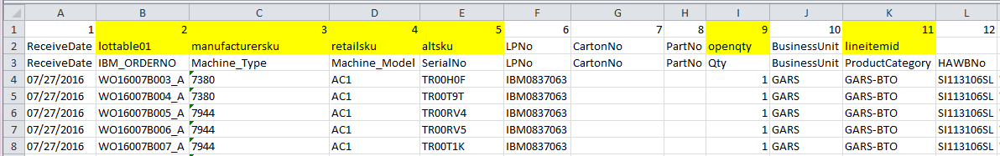 A B C D E F G H I J K L
1 1 2 3 4 5 6 7 8 9 10 11 12
2 ReceiveDate lottable01 manufacturersku retailsku altsku LPNo CartonNo PartNo openqty BusinessUnit lineitemid
3 ReceiveDate IBM_ORDERNO Machine_Type Machine_Model SerialNo LPNo CartonNo PartNo Qty BusinessUnit ProductCategory HAWBNo
4 07/27/2016 WO16007B003_A 7380 AC1 TR00H0F IBM0837063 1 GARS GARS-BTO SI113106SL
5 07/27/2016 WO16007B004_A 7380 AC1 TR00T9T IBM0837063 1 GARS GARS-BTO SI113106SL
6 07/27/2016 WO16007B005_A 7944 AC1 TR00RV4 IBM0837063 1 GARS GARS-BTO SI113106SL
7 07/27/2016 WO16007B006_A 7944 AC1 TR00RV5 IBM0837063 1 GARS GARS-BTO SI113106SL
8 07/27/2016 WO16007B007_A 7944 AC1 TR00T1K IBM0837063 1 GARS GARS-BTO SI113106SL